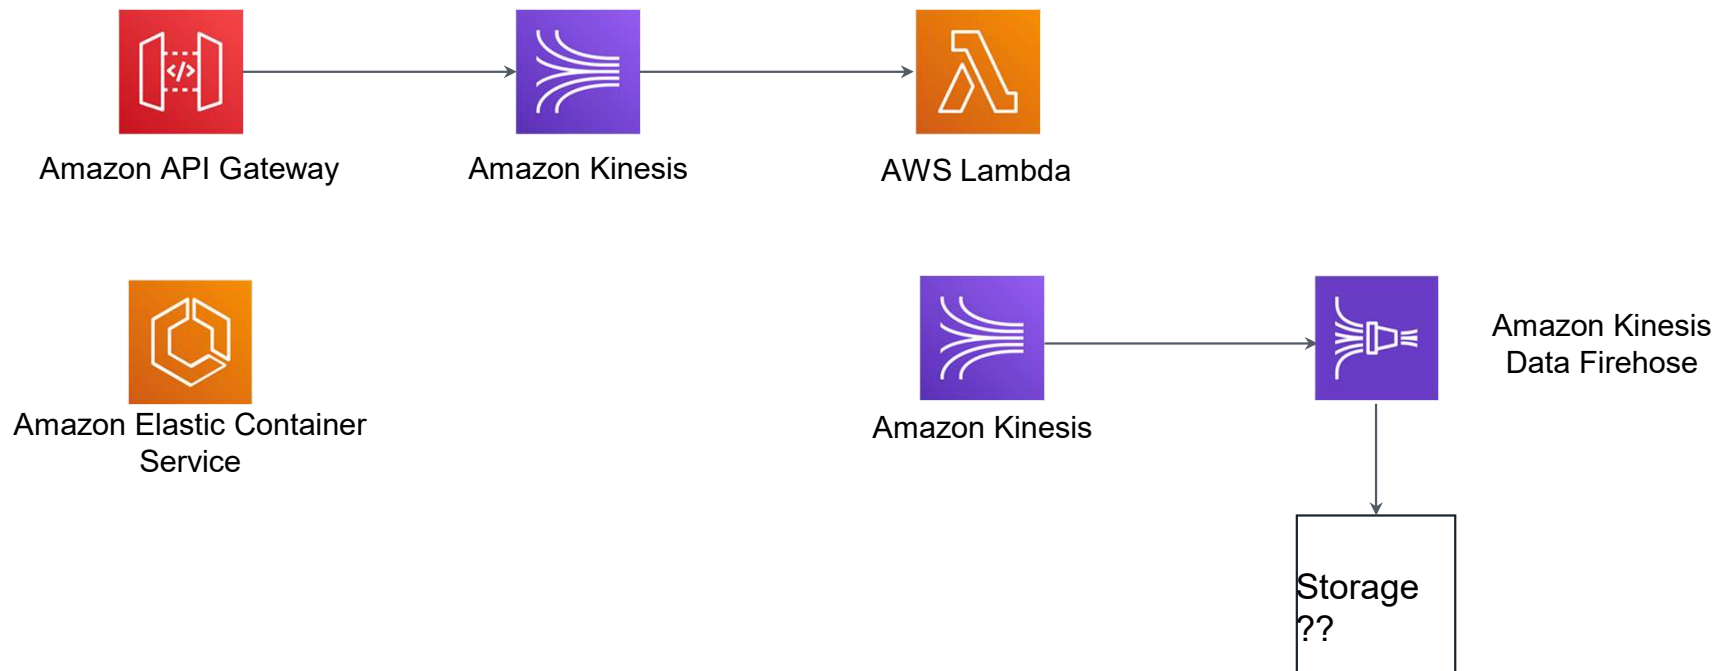 Amazon API Gateway
Amazon Kinesis
AWS Lambda
Amazon Elastic Container
Service
Amazon Kinesis
Amazon Kinesis
Data Firehose
Storage
??